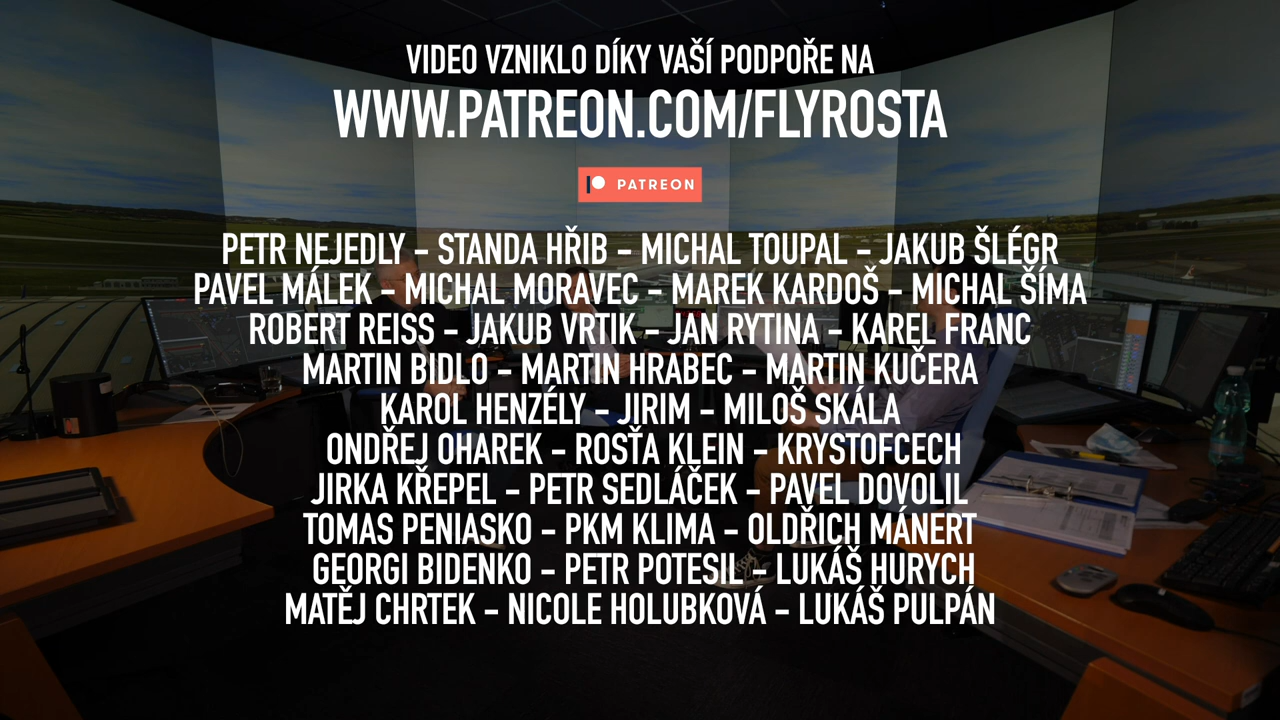 VIDEO VZNIKLO DÍKY VAŠÍ PODPOŘE NA
WWW.PATREON.COM/FLYROSTA
PATREON
PETR NEJEDLY - STANDA HŘIB - MICHAL TOUPAL - JAKUB ŠLÉGR
PAVEL MÁLEK - MICHAL MORAVEC - MAREK KARDOŠ - MICHAL ŠÍMA
ROBERT REISS - JAKUB VRTIK - JAN RYTINA - KAREL FRANC
MARTIN BIDLO - MARTIN HRABEC - MARTIN KUČERA
KAROL HENZÉLY - JIRIM - MILOŠ SKÁLA
ONDŘEJ OHAREK - ROSŤA KLEIN - KRYSTOFCECH
JIRKA KŘEPEL - PETR SEDLÁČEK - PAVEL DOVOLIL
TOMAS PENIASKO - PKM KLIMA - OLDŘICH MÁNERT
GEORGI BIDENKO - PETR POTESIL - LUKÁŠ HURYCH
MATĚJ CHRTEK - NICOLE HOLUBKOVÁ - LUKÁŠ PULPÁN